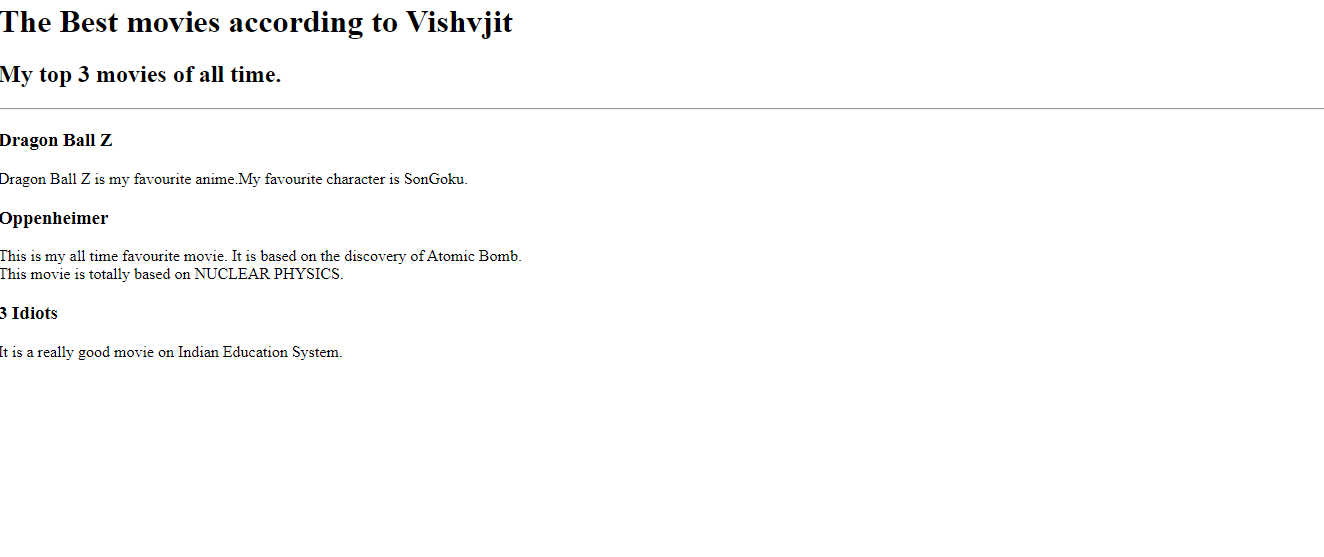 The Best movies according to Vishvjit
My top 3 movies of all time.
Dragon Ball Z
Dragon Ball Z is my favourite anime.My favourite character is SonGoku.
Oppenheimer
This is my all time favourite movie. It is based on the discovery of Atomic Bomb.
This movie is totally based on NUCLEAR PHYSICS.
3 Idiots
It is a really good movie on Indian Education System.